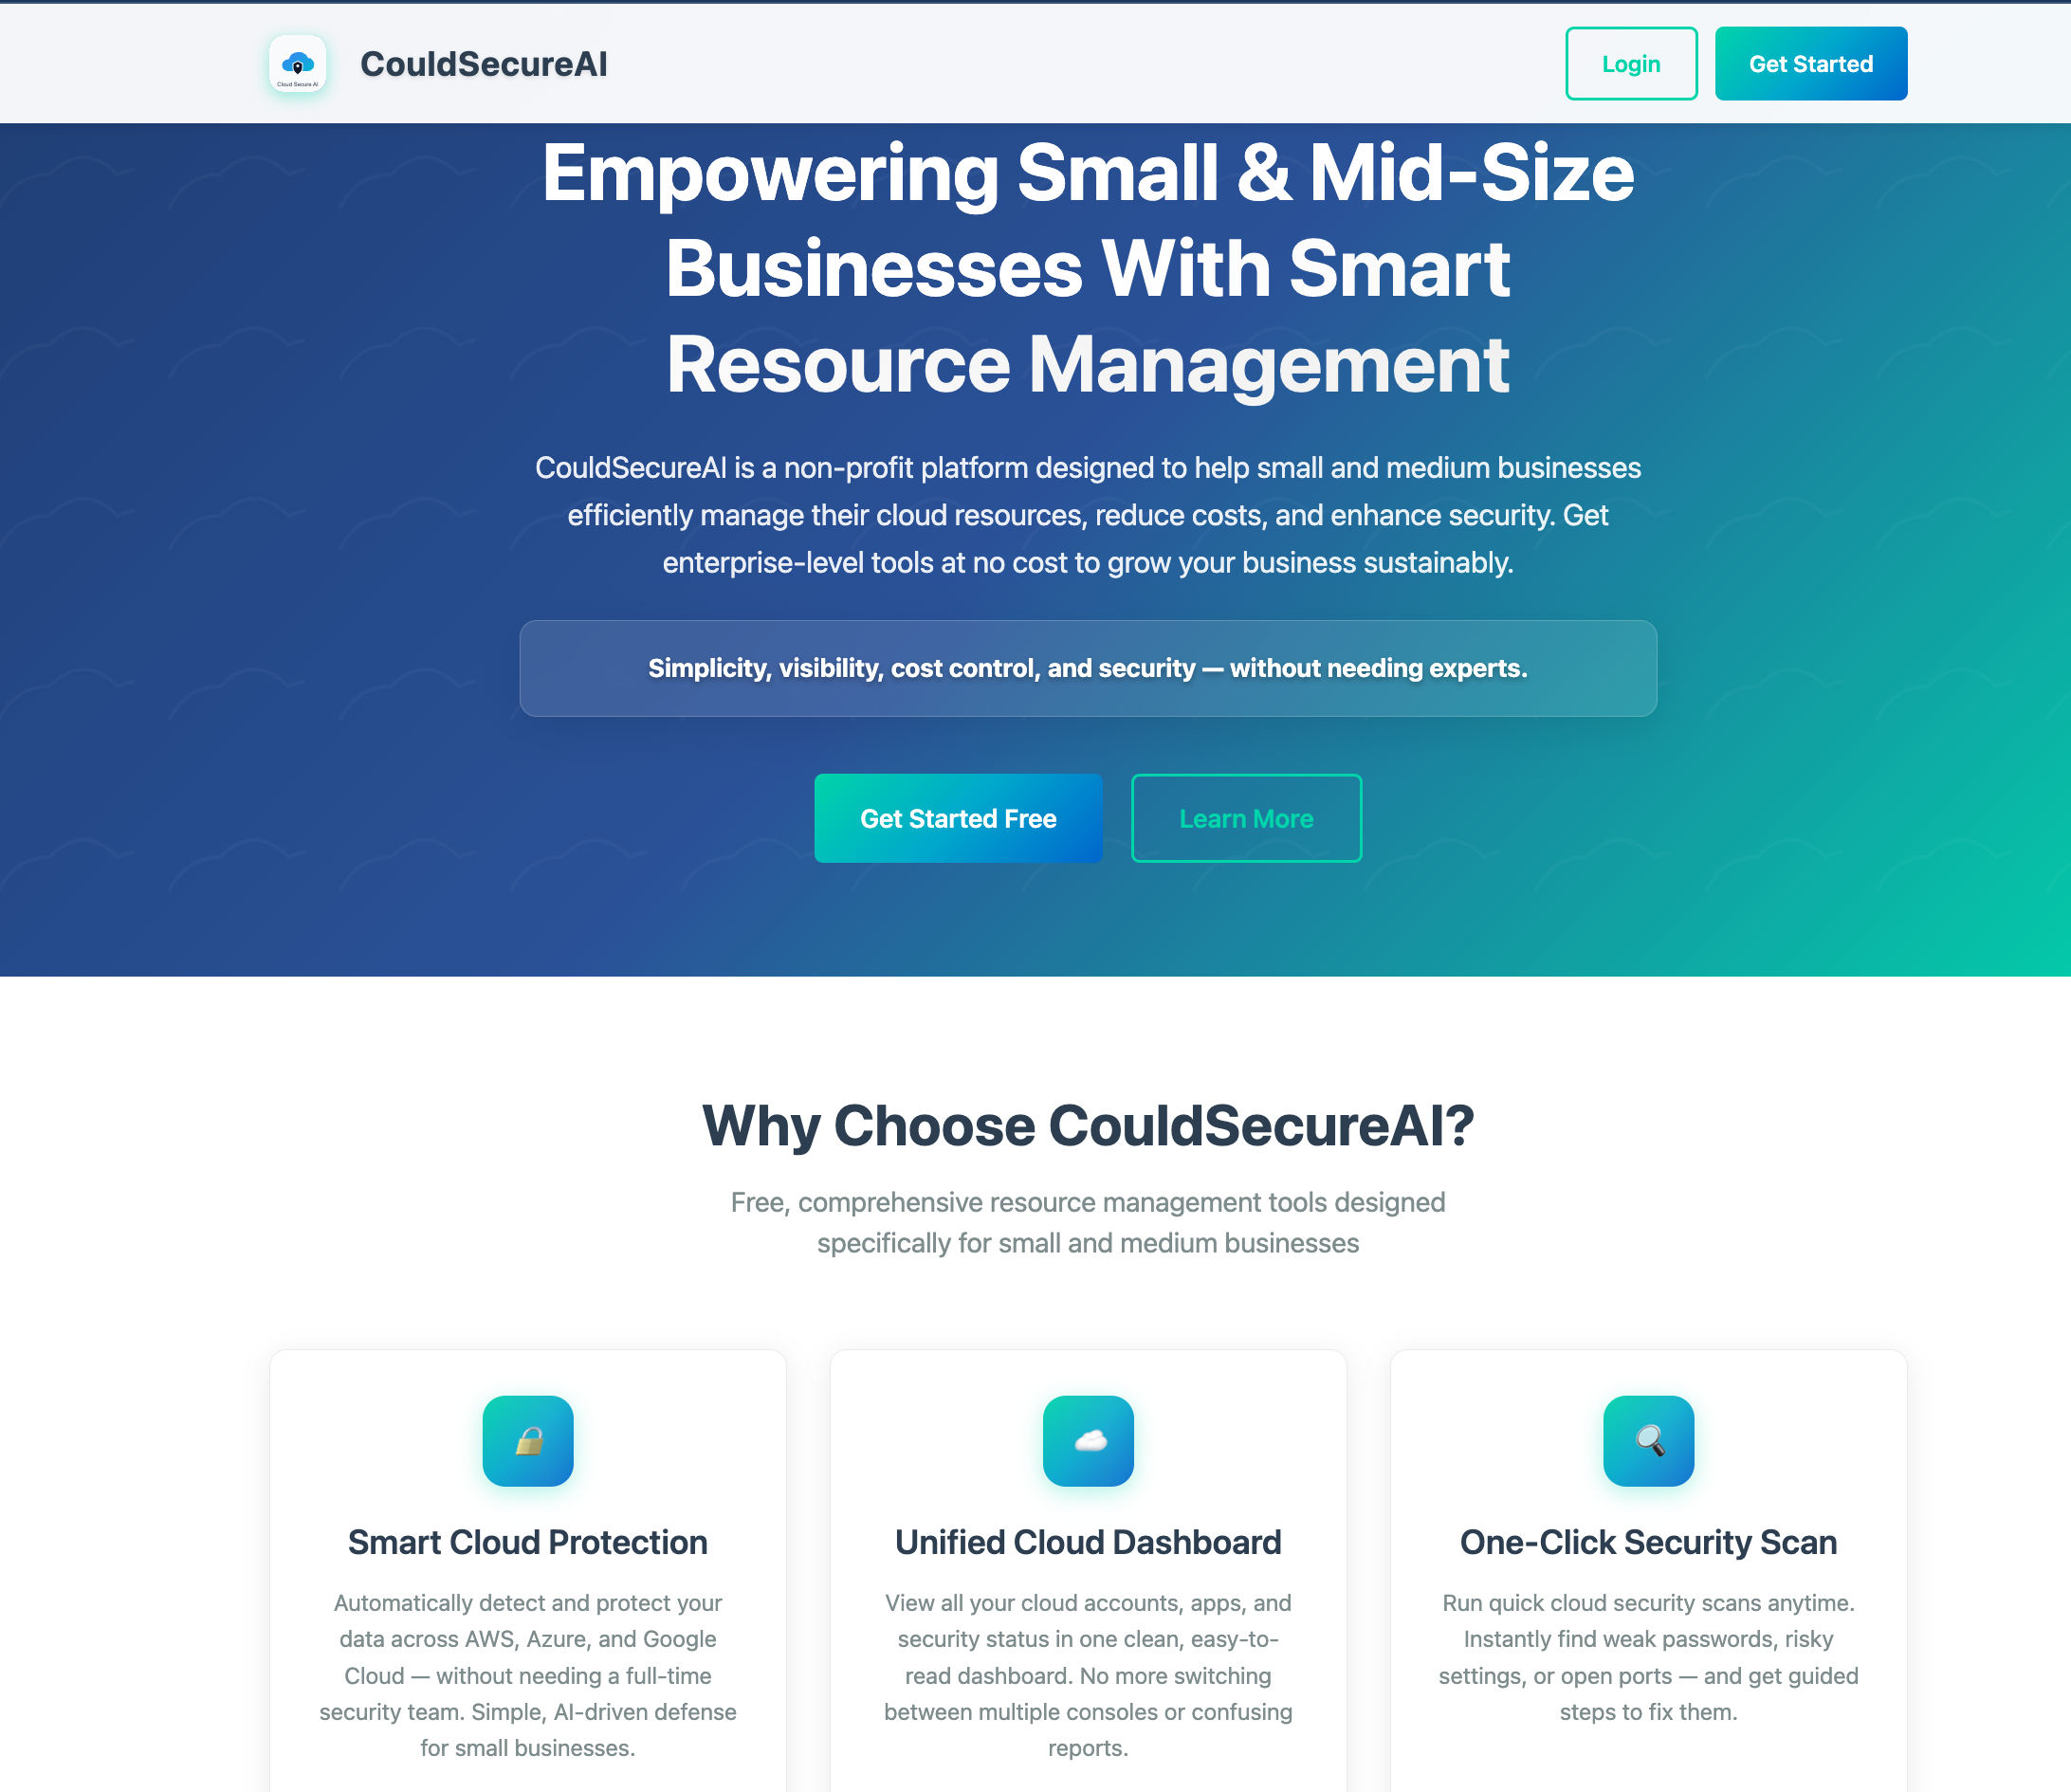 Cloud Secure AI
CouldSecureAI
Login
Get Started
Empowering Small & Mid-Size
Businesses With Smart
Resource Management
CouldSecureAI is a non-profit platform designed to help small and medium businesses
efficiently manage their cloud resources, reduce costs, and enhance security. Get
enterprise-level tools at no cost to grow your business sustainably.
Simplicity, visibility, cost control, and security — without needing experts.
Get Started Free
Learn More
Why Choose CouldSecureAI?
Free, comprehensive resource management tools designed
specifically for small and medium businesses
Smart Cloud Protection
Automatically detect and protect your
data across AWS, Azure, and Google
Cloud — without needing a full-time
security team. Simple, AI-driven defense
for small businesses.
Unified Cloud Dashboard
View all your cloud accounts, apps, and
security status in one clean, easy-to-
read dashboard. No more switching
between multiple consoles or confusing
reports.
One-Click Security Scan
Run quick cloud security scans anytime.
Instantly find weak passwords, risky
settings, or open ports — and get guided
steps to fix them.